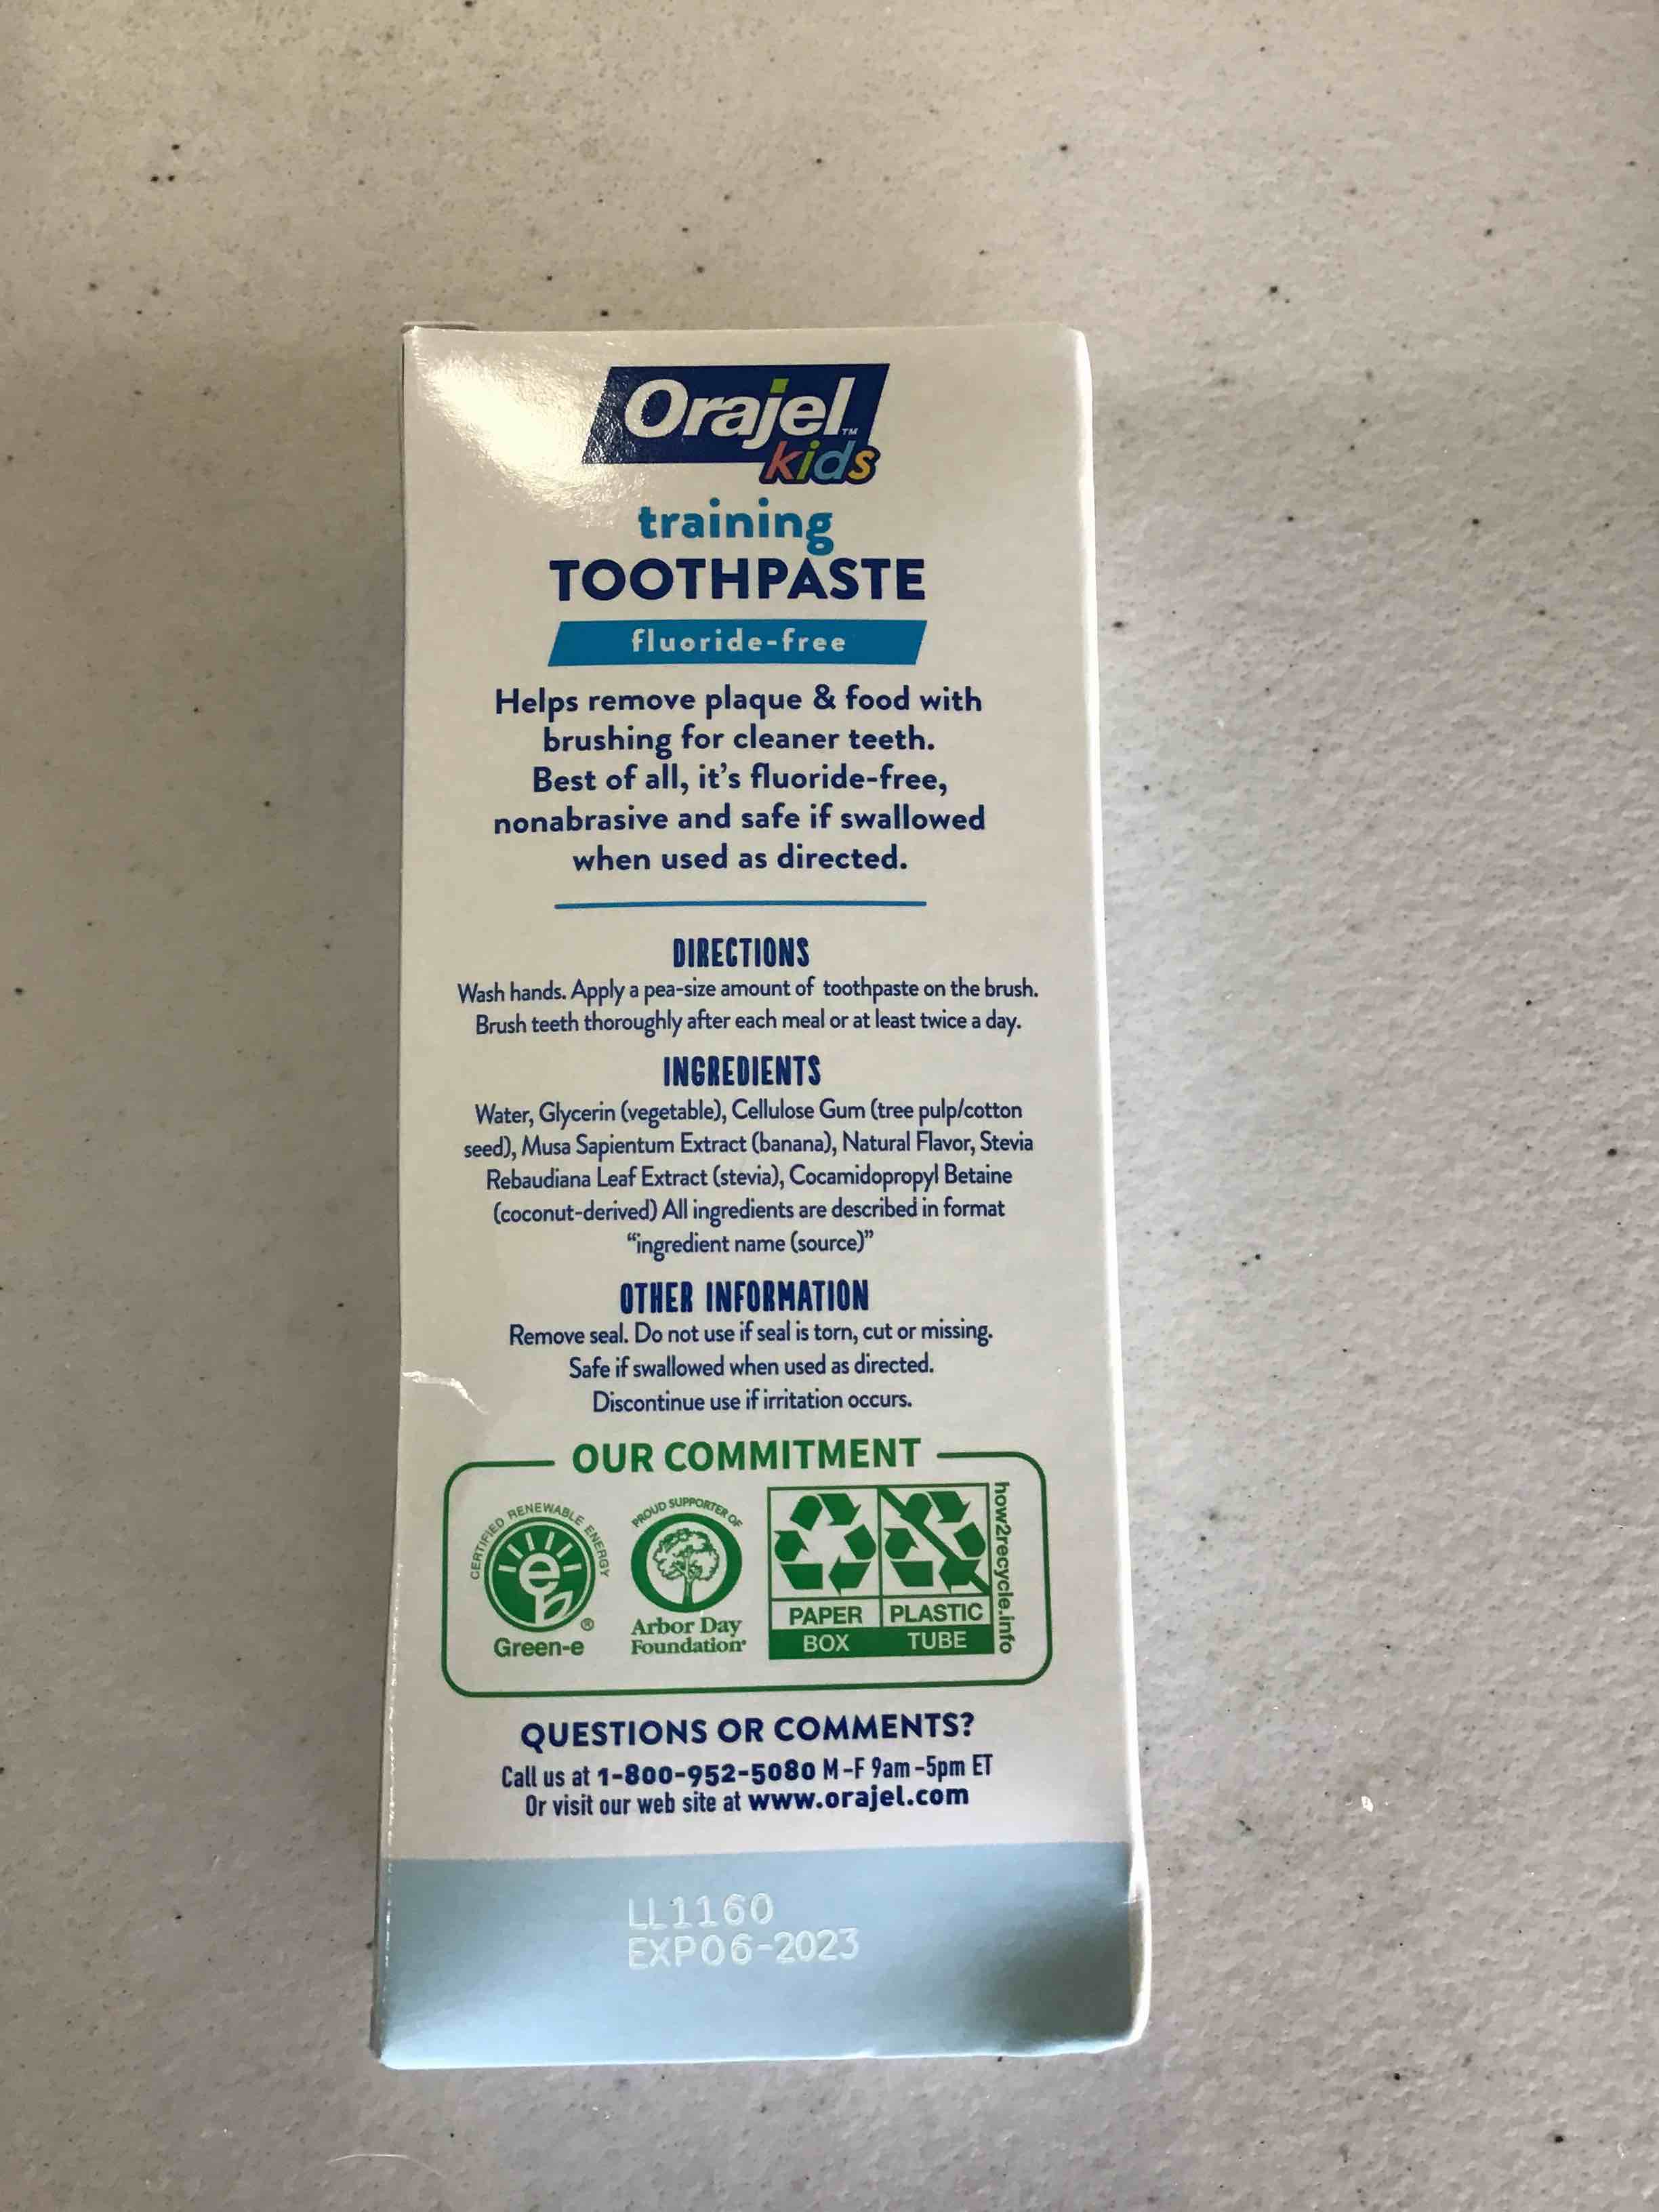 Orajel™
kids
training
TOOTHPASTE
fluoride-free
Helps remove plaque & food with
brushing for cleaner teeth.
Best of all, it's fluoride-free,
nonabrasive and safe if swallowed
when used as directed.
DIRECTIONS
Wash hands. Apply a pea-size amount of toothpaste on the brush.
Brush teeth thoroughly after each meal or at least twice a day.
INGREDIENTS
Water, Glycerin (vegetable), Cellulose Gum (tree pulp/cotton
seed), Musa Sapientum Extract (banana), Natural Flavor, Stevia
Rebaudiana Leaf Extract (stevia), Cocamidopropyl Betaine
(coconut-derived) All ingredients are described in format
“ingredient name (source)”
OTHER INFORMATION
Remove seal. Do not use if seal is torn, cut or missing.
Safe if swallowed when used as directed.
Discontinue use if irritation occurs.
OUR COMMITMENT
CERTIFIED RENEWABLE ENERGY
e
®
Green-e
PROUD SUPPORTER OF
Arbor Day
Foundation®
PAPER
BOX
PLASTIC
TUBE
how2recycle.info
QUESTIONS OR COMMENTS?
Call us at 1-800-952-5080 M-F 9am-5pm ET
Or visit our web site at www.orajel.com
LL1160
EXP06-2023